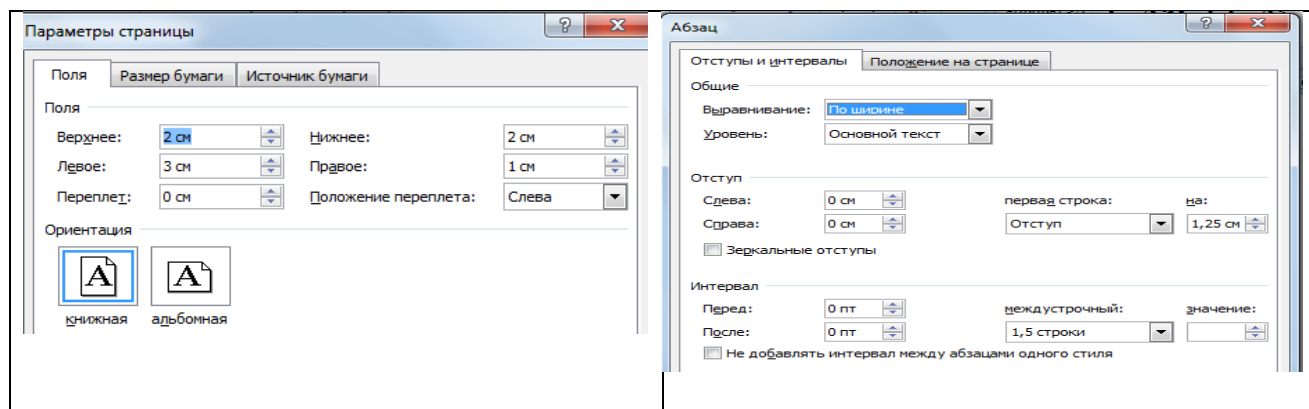 Параметры страницы
Поля Размер бумаги Источник бумаги
Поля
Верхнее: 2 см Нижнее: 2 см
Левое: 3 см Правое: 1 см
Переплет: 0 см Положение переплета: Слева
Ориентация
A A
книжная альбомная
Абзац
Отступы и интервалы Положение на странице
Общие
Выравнивание: По ширине
Уровень: Основной текст
Отступ
Слева: 0 см первая строка: на:
Справа: 0 см Отступ 1,25 см
Зеркальные отступы
Интервал
Перед: 0 пт междустрочный: значение:
После: 0 пт 1,5 строки
Не добавлять интервал между абзацами одного стиля